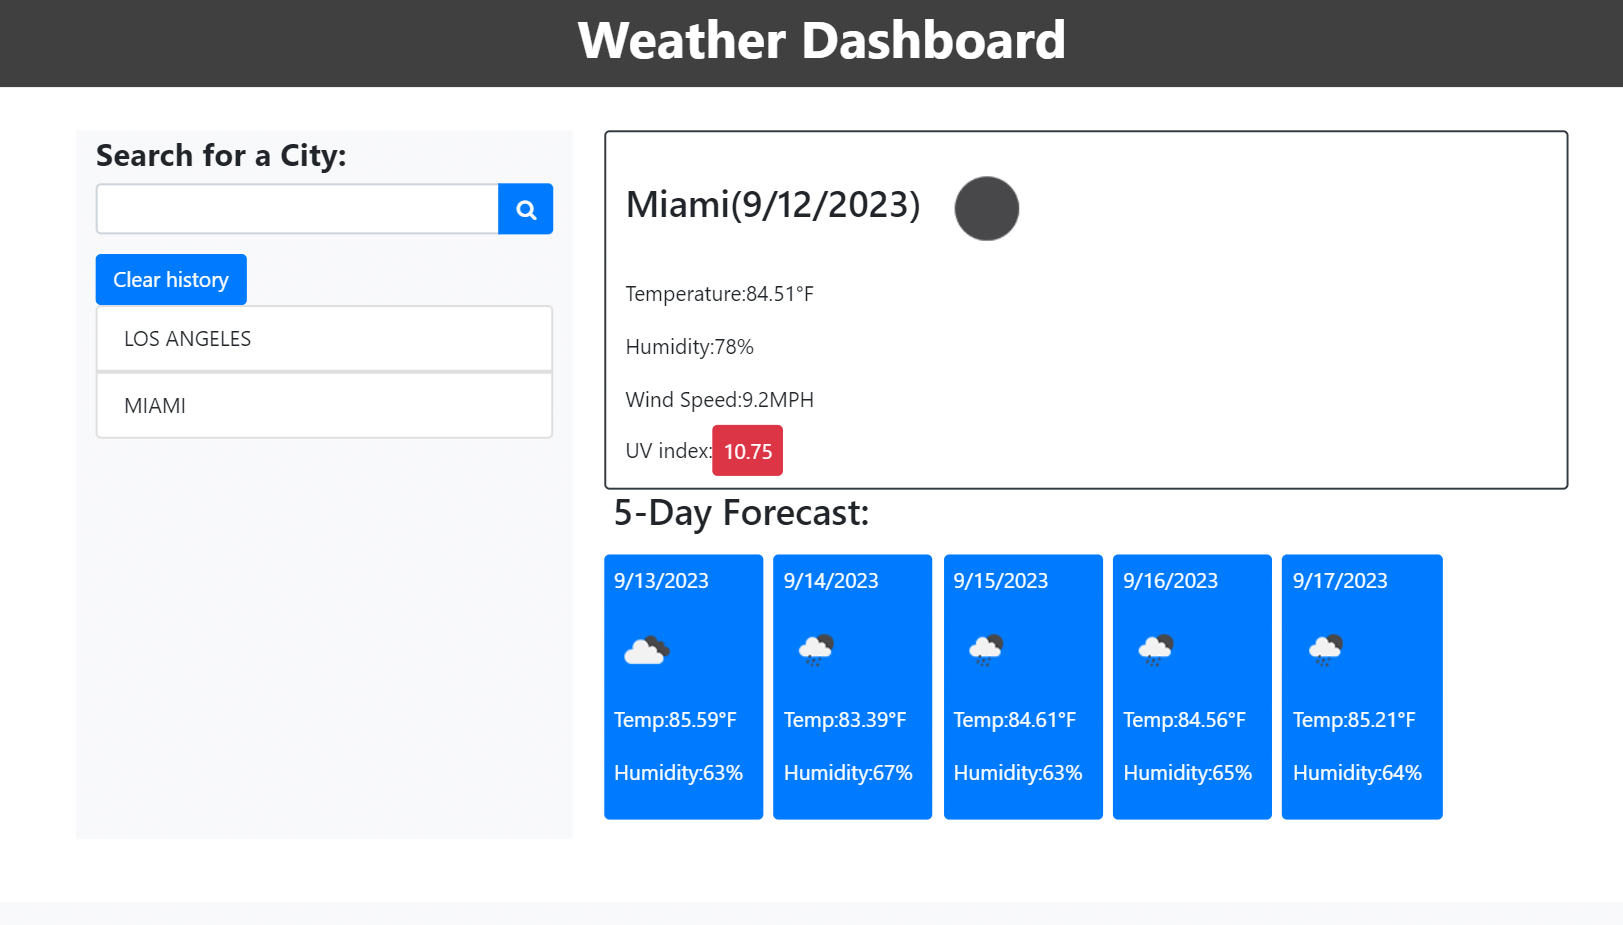 Weather Dashboard
Search for a City:
Clear history
LOS ANGELES
MIAMI
Miami(9/12/2023)
Temperature:84.51°F
Humidity:78%
Wind Speed:9.2MPH
UV index:10.75
5-Day Forecast:
9/13/2023
Temp:85.59°F
Humidity:63%
9/14/2023
Temp:83.39°F
Humidity:67%
9/15/2023
Temp:84.61°F
Humidity:63%
9/16/2023
Temp:84.56°F
Humidity:65%
9/17/2023
Temp:85.21°F
Humidity:64%